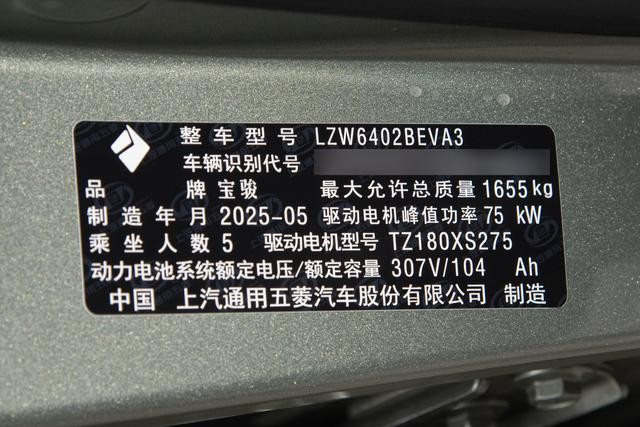 整车型号 LZW6402BEVA3
车辆识别代号
品牌 宝骏 最大允许总质量 1655 kg
制造年月 2025-05 驱动电机峰值功率 75 kW
乘坐人数 5 驱动电机型号 TZ180XS275
动力电池系统额定电压/额定容量 307V/104 Ah
中国 上汽通用五菱汽车股份有限公司 制造